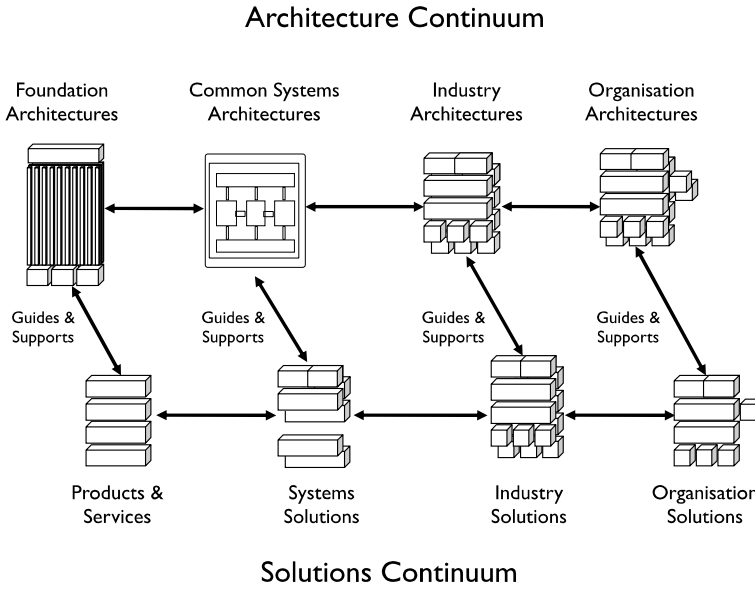 Architecture Continuum
Foundation
Architectures
Common Systems
Architectures
Industry
Architectures
Organisation
Architectures
Guides &
Supports
Guides &
Supports
Guides &
Supports
Guides &
Supports
Products &
Services
Systems
Solutions
Industry
Solutions
Organisation
Solutions
Solutions Continuum